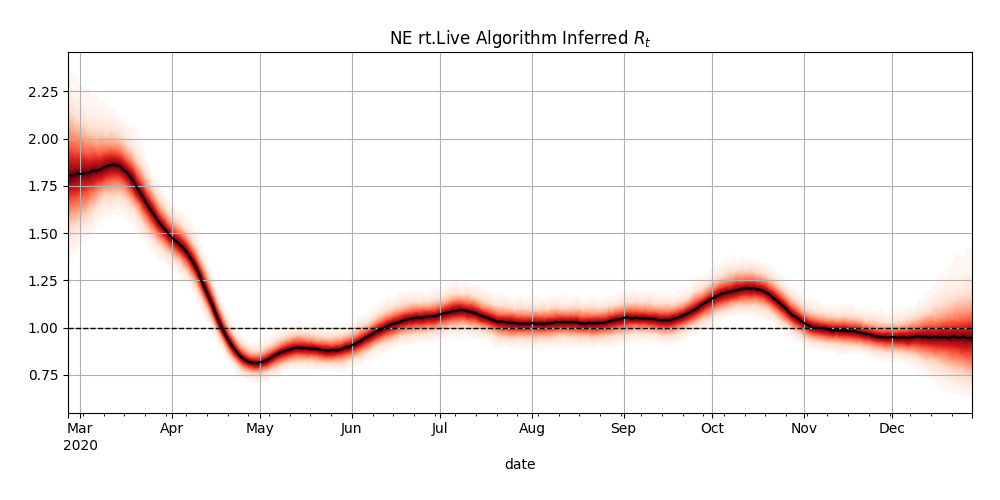 NE rt.Live Algorithm Inferred $R_t$
2.25
2.00
1.75
1.50
1.25
1.00
0.75
Mar Apr May Jun Jul Aug Sep Oct Nov Dec
2020
date